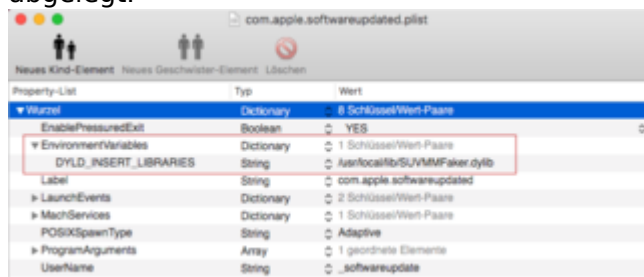 abgelegt.
com.apple.softwareupdated.plist
Neues Kind-Element Neues Geschwister-Element Löschen
Property-List Typ Wert
Wurzel Dictionary 8 Schlüssel/Wert-Paare
EnablePressuredExit Boolean YES
EnvironmentVariables Dictionary 1 Schlüssel/Wert-Paare
DYLD_INSERT_LIBRARIES String /usr/local/lib/SUVMMFaker.dylib
Label String com.apple.softwareupdated
LaunchEvents Dictionary 2 Schlüssel/Wert-Paare
MachServices Dictionary 1 Schlüssel/Wert-Paare
POSIXSpawnType String Adaptive
ProgramArguments Array 1 geordnete Elemente
UserName String _softwareupdate